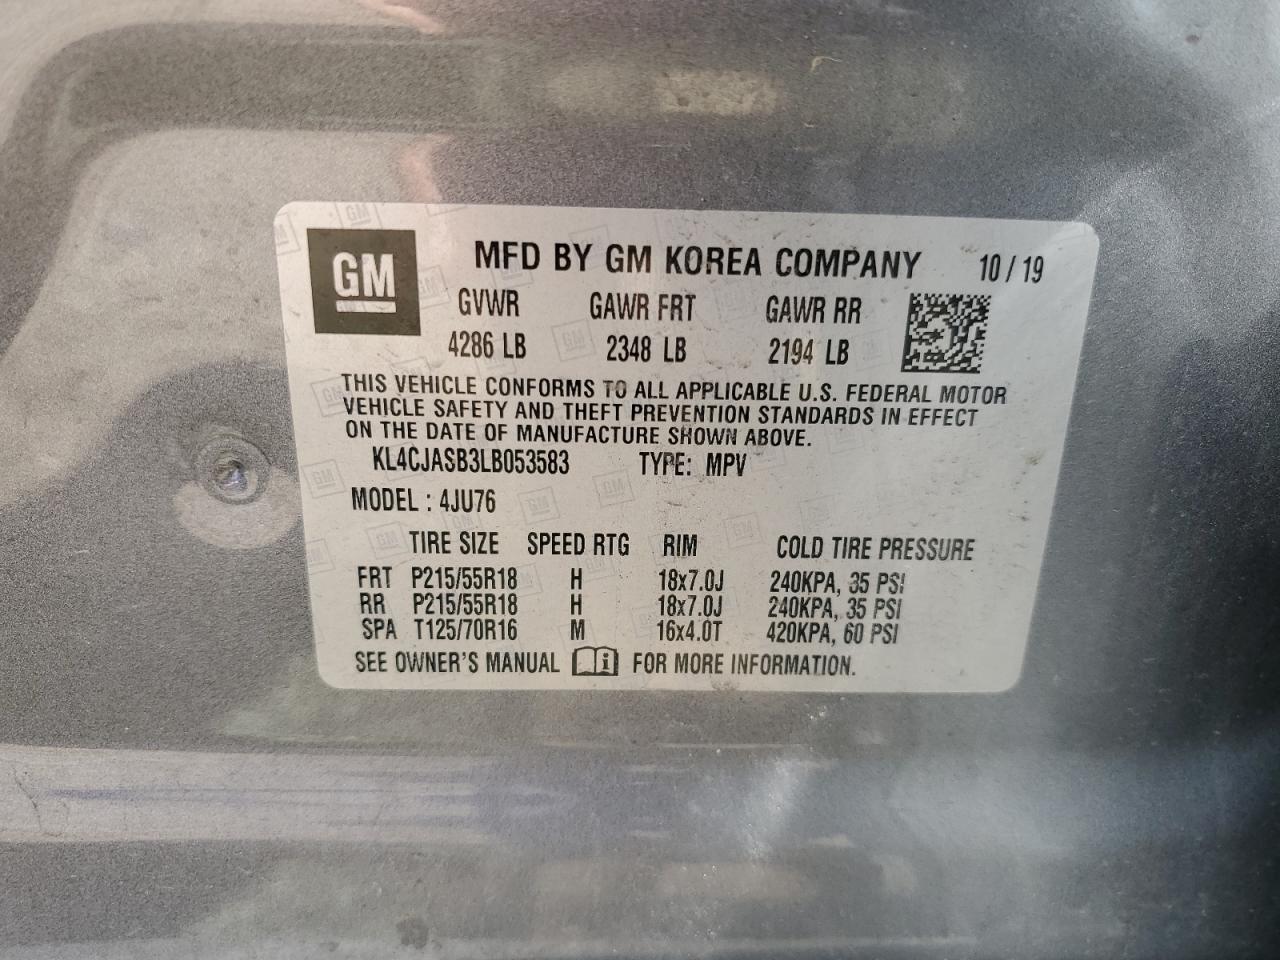 GM
MFD BY GM KOREA COMPANY 10/19
GVWR GAWR FRT GAWR RR
4286 LB 2348 LB 2194 LB
THIS VEHICLE CONFORMS TO ALL APPLICABLE U.S. FEDERAL MOTOR
VEHICLE SAFETY AND THEFT PREVENTION STANDARDS IN EFFECT
ON THE DATE OF MANUFACTURE SHOWN ABOVE.
KL4CJASB3LB053583 TYPE: MPV
MODEL : 4JU76
TIRE SIZE SPEED RTG RIM COLD TIRE PRESSURE
FRT P215/55R18 H 18x7.0J 240KPA, 35 PSI
RR P215/55R18 H 18x7.0J 240KPA, 35 PSI
SPA T125/70R16 M 16x4.0T 420KPA, 60 PSI
SEE OWNER'S MANUAL i FOR MORE INFORMATION.